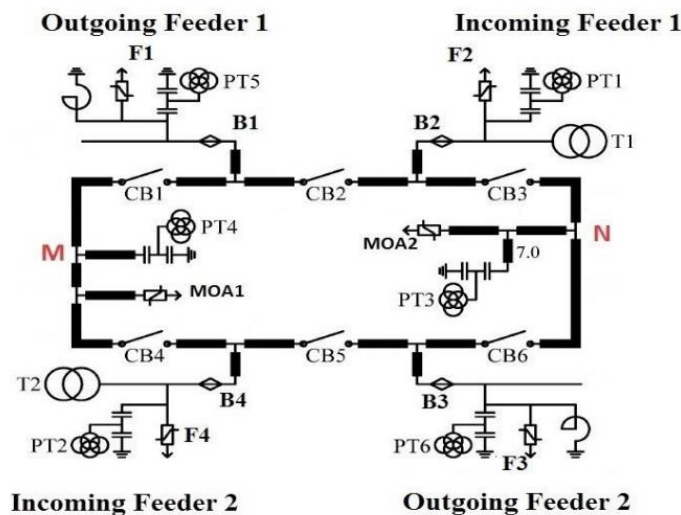 Outgoing Feeder 1
Incoming Feeder 1
F1
F2
PT5
PT1
B1
B2
T1
CB1
CB2
CB3
PT4
M
N
MOA2
7.0
MOA1
PT3
CB4
CB5
CB6
T2
B4
B3
PT2
F4
PT6
F3
Incoming Feeder 2
Outgoing Feeder 2